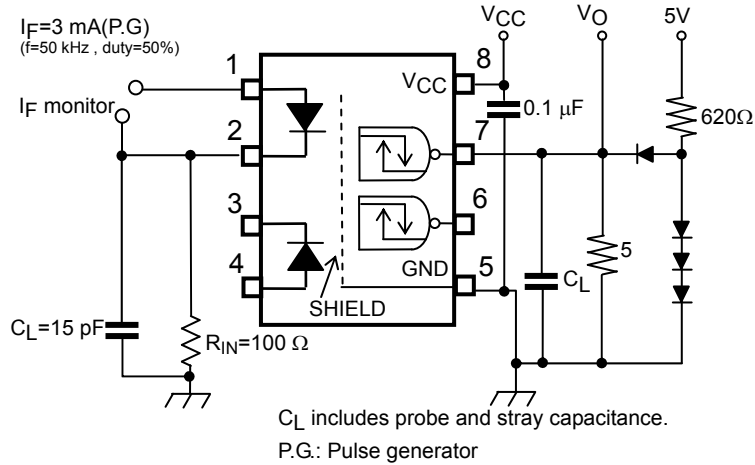 IF=3 mA(P.G)
(f=50 kHz , duty=50%)
IF monitor
1
2
3
4
CL=15 pF
RIN=100 Ω
SHIELD
VCC
GND
8
7
6
5
VCC
0.1 μF
VO
5V
620Ω
5
CL
CL includes probe and stray capacitance.
P.G.: Pulse generator